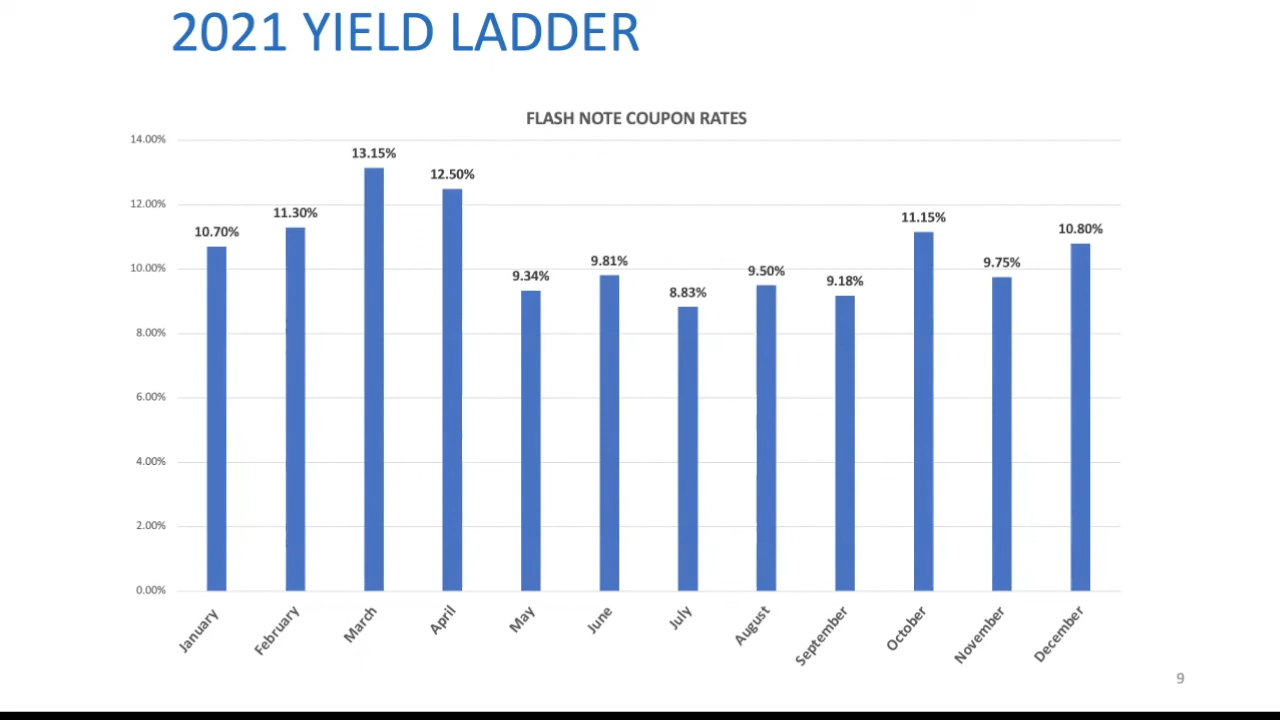 2021 YIELD LADDER
FLASH NOTE COUPON RATES
14.00%
12.00%
10.00%
8.00%
6.00%
4.00%
2.00%
0.00%
10.70%
11.30%
13.15%
12.50%
9.34%
9.81%
8.83%
9.50%
9.18%
11.15%
9.75%
10.80%
January
February
March
April
May
June
July
August
September
October
November
December
9